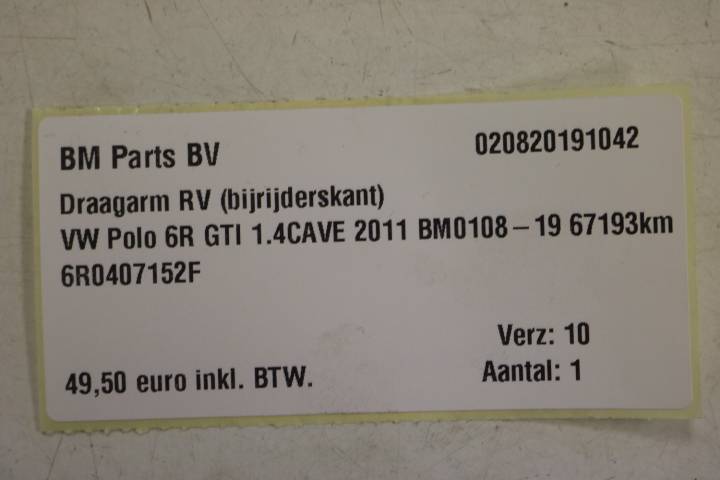 BM Parts BV 020820191042
Draagarm RV (bijrijderskant)
VW Polo 6R GTI 1.4CAVE 2011 BM0108-19 67193km
6R0407152F
Verz: 10
49,50 euro inkl. BTW. Aantal: 1